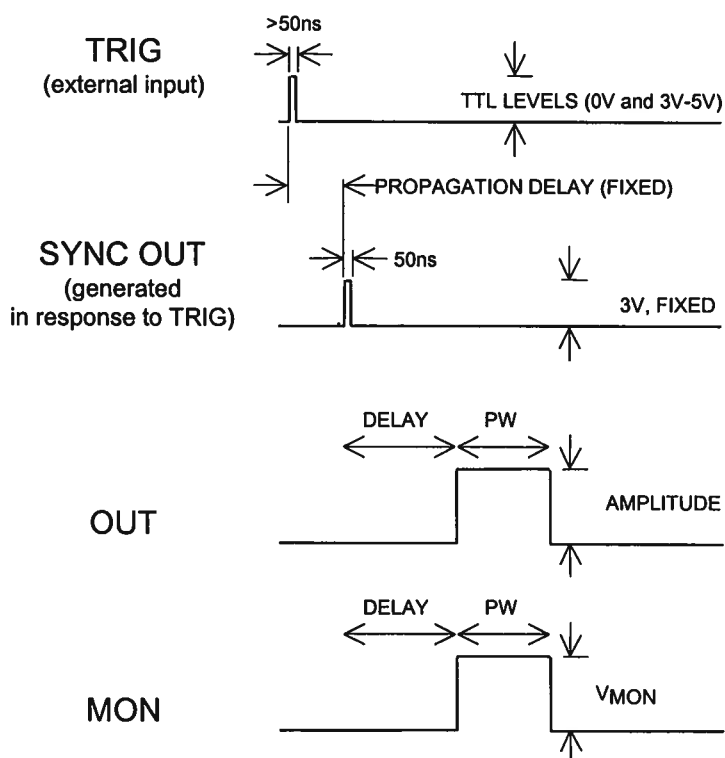 >50ns
TRIG
(external input)
TTL LEVELS (0V and 3V-5V)
PROPAGATION DELAY (FIXED)
SYNC OUT
(generated
in response to TRIG)
50ns
3V, FIXED
DELAY PW
OUT
AMPLITUDE
DELAY PW
MON
VMON